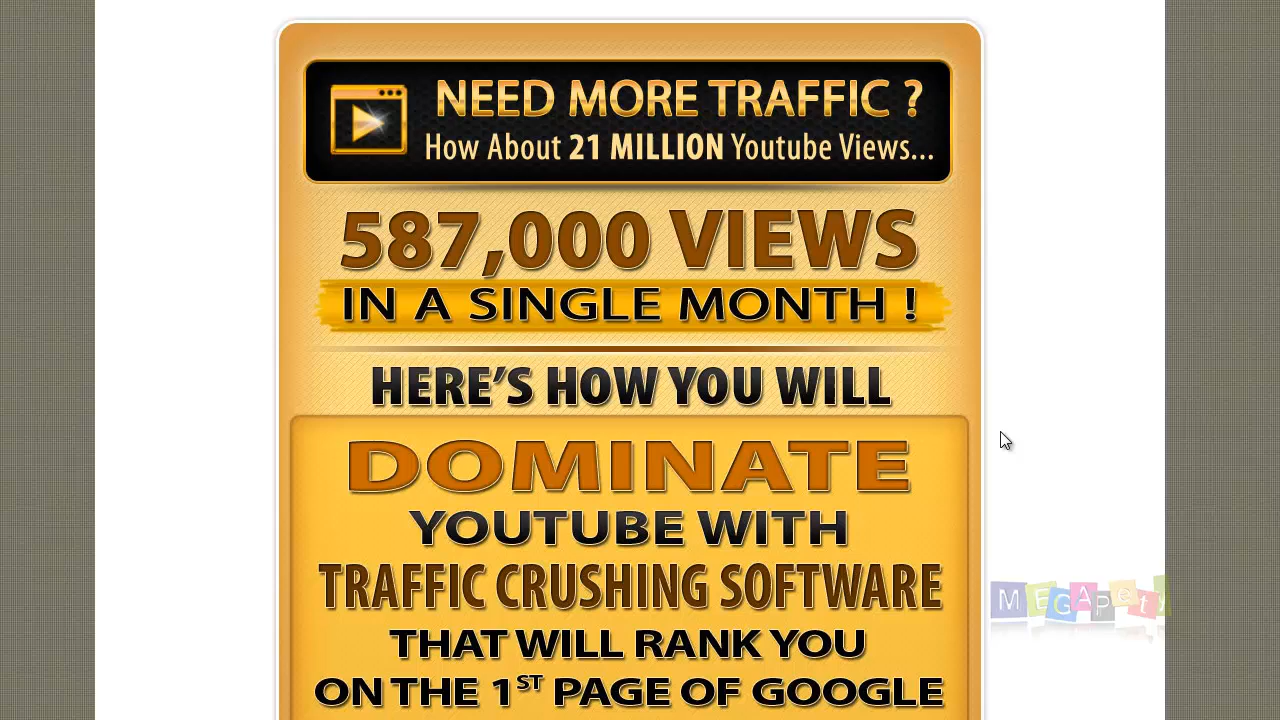 NEED MORE TRAFFIC ?
How About 21 MILLION Youtube Views...
587,000 VIEWS
IN A SINGLE MONTH !
HERE'S HOW YOU WILL
DOMINATE
YOUTUBE WITH
TRAFFIC CRUSHING SOFTWARE
THAT WILL RANK YOU
ON THE 1ST PAGE OF GOOGLE
MEGAPety